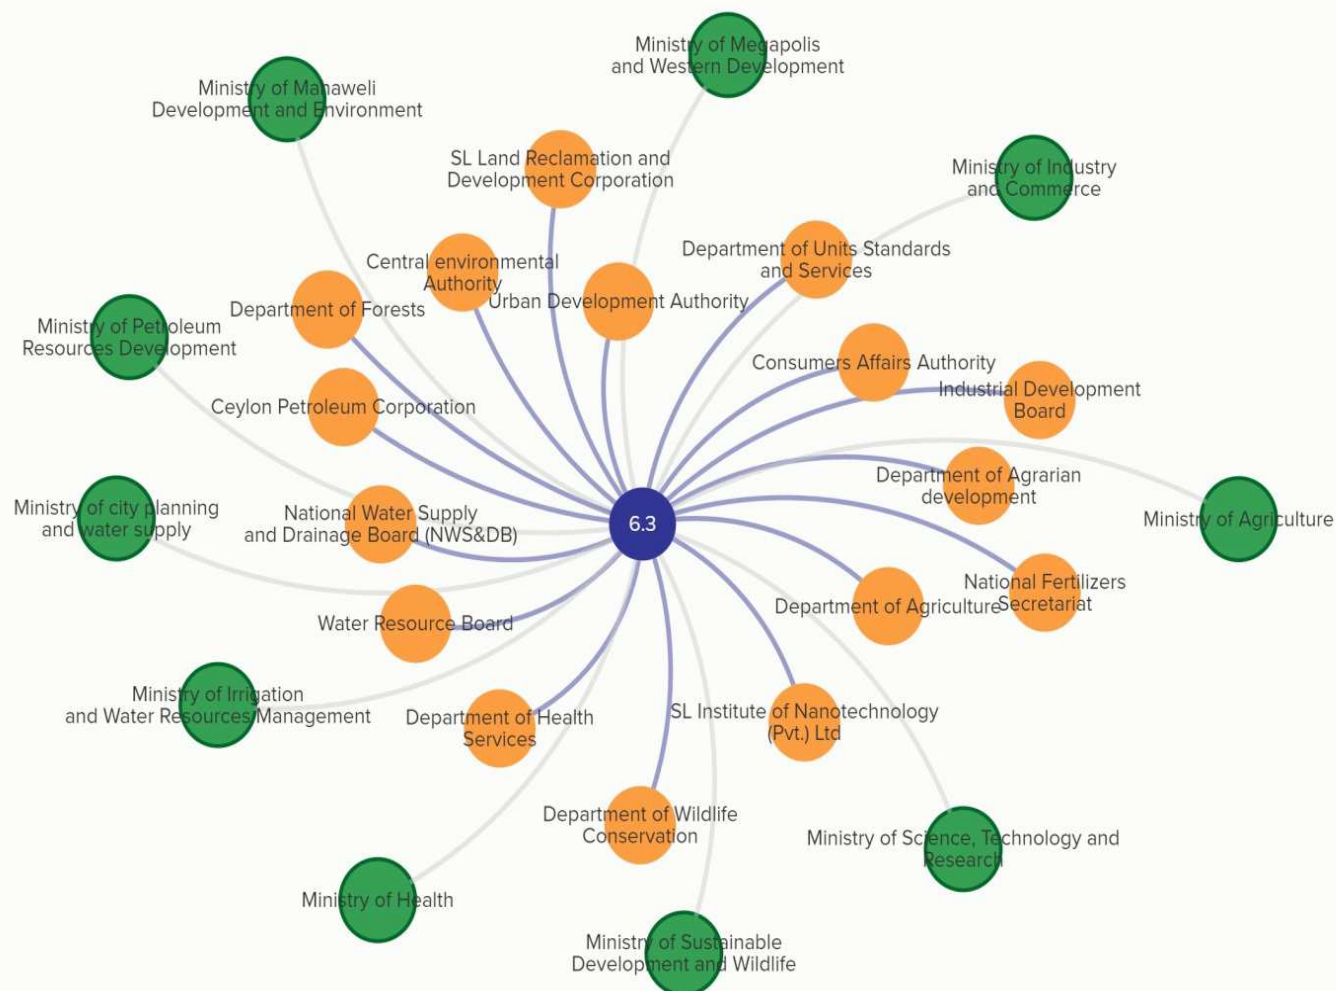 Ministry of Megapolis
and Western Development
Ministry of Mahaweli
Development and Environment
SL Land Reclamation and
Development Corporation
Ministry of Industry
and Commerce
Department of Units Standards
and Services
Central environmental
Authority
Urban Development Authority
Department of Forests
Ministry of Petroleum
Resources Development
Consumers Affairs Authority
Industrial Development
Board
Ceylon Petroleum Corporation
Department of Agrarian
development
Ministry of city planning
and water supply
National Water Supply
and Drainage Board (NWS&DB)
6.3
Ministry of Agriculture
National Fertilizers
Secretariat
Department of Agriculture
Water Resource Board
Ministry of Irrigation
and Water Resources Management
Department of Health
Services
SL Institute of Nanotechnology
(Pvt.) Ltd
Department of Wildlife
Conservation
Ministry of Science, Technology and
Research
Ministry of Health
Ministry of Sustainable
Development and Wildlife